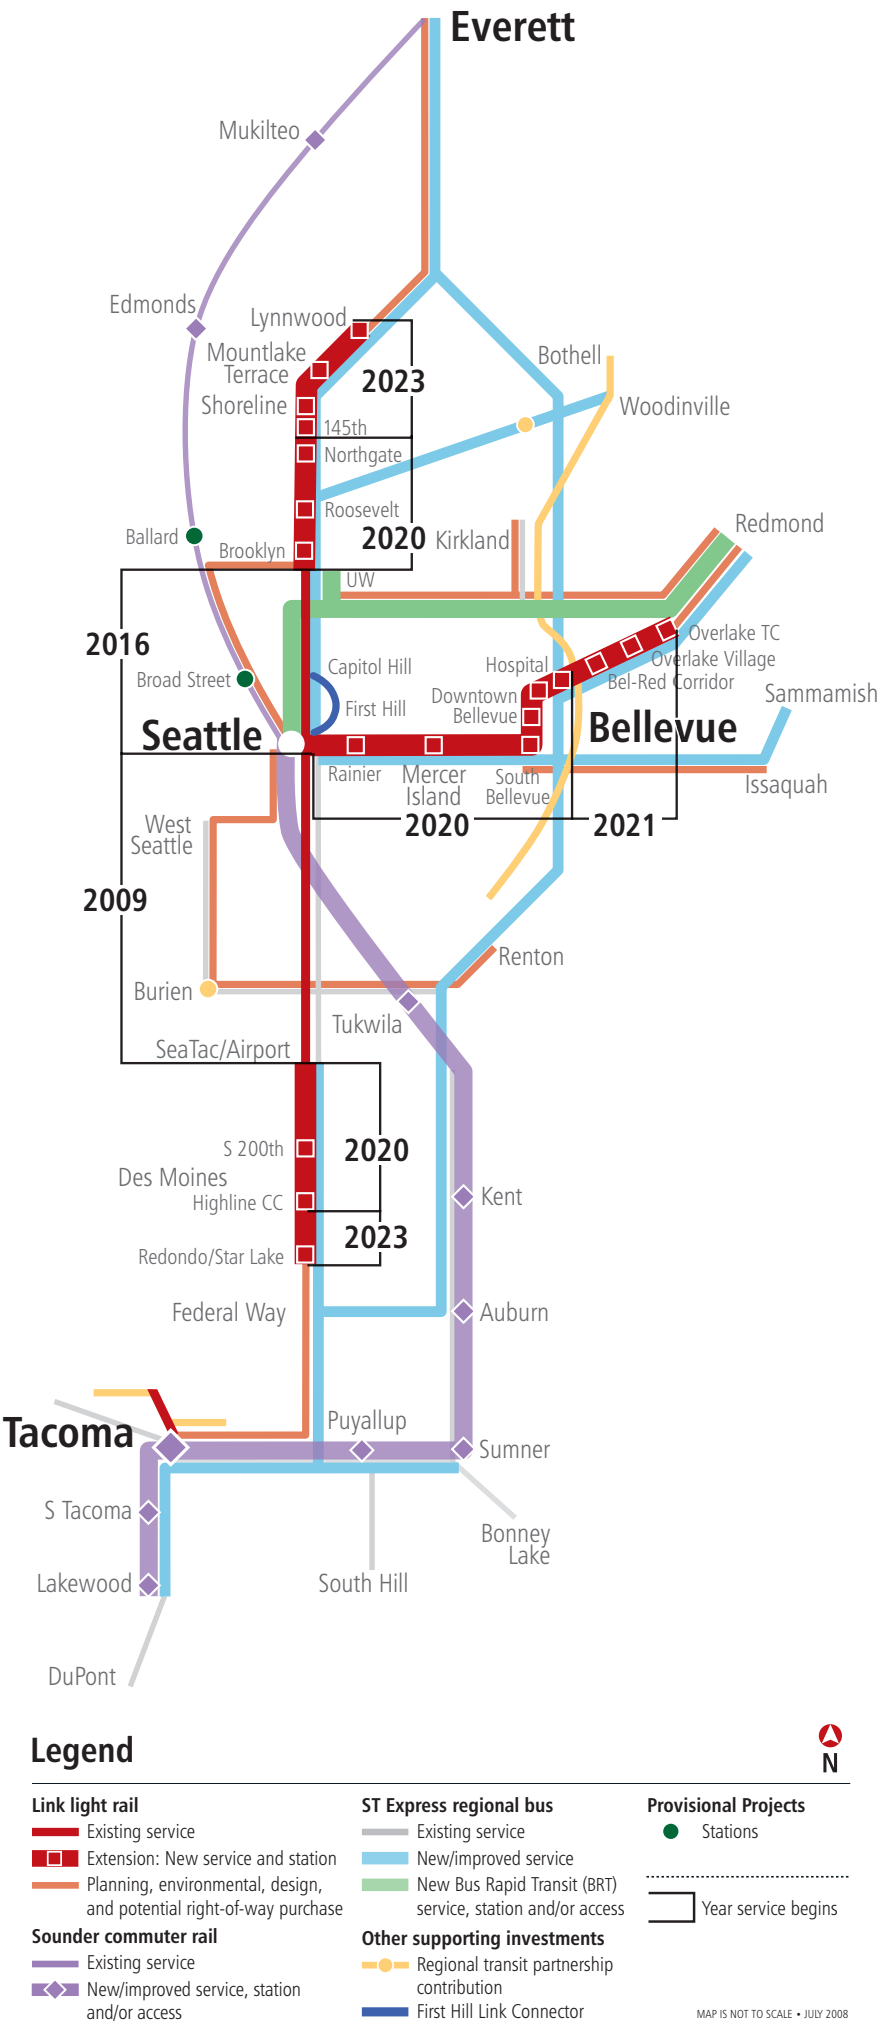 Everett
Mukilteo
Edmonds
Lynnwood
Mountlake
Terrace
2023
Bothell
Shoreline
Woodinville
145th
Northgate
Roosevelt
Redmond
Ballard
Brooklyn
2020
Kirkland
UW
2016
Overlake TC
Capitol Hill
Hospital
Overlake Village
Broad Street
Bel-Red Corridor
Downtown
Bellevue
First Hill
Sammamish
Seattle
Bellevue
Rainier
Mercer
Island
South
Bellevue
Issaquah
West
Seattle
2020
2021
2009
Renton
Burien
Tukwila
SeaTac/Airport
S 200th
2020
Des Moines
Highline CC
Kent
2023
Redondo/Star Lake
Federal Way
Auburn
Puyallup
Tacoma
Sumner
S Tacoma
Bonney
Lake
Lakewood
South Hill
DuPont
Legend
N
Link light rail
Existing service
Extension: New service and station
Planning, environmental, design,
and potential right-of-way purchase
Sounder commuter rail
Existing service
New/improved service, station
and/or access
ST Express regional bus
Existing service
New/improved service
New Bus Rapid Transit (BRT)
service, station and/or access
Other supporting investments
Regional transit partnership
contribution
First Hill Link Connector
Provisional Projects
Stations
Year service begins
MAP IS NOT TO SCALE • JULY 2008